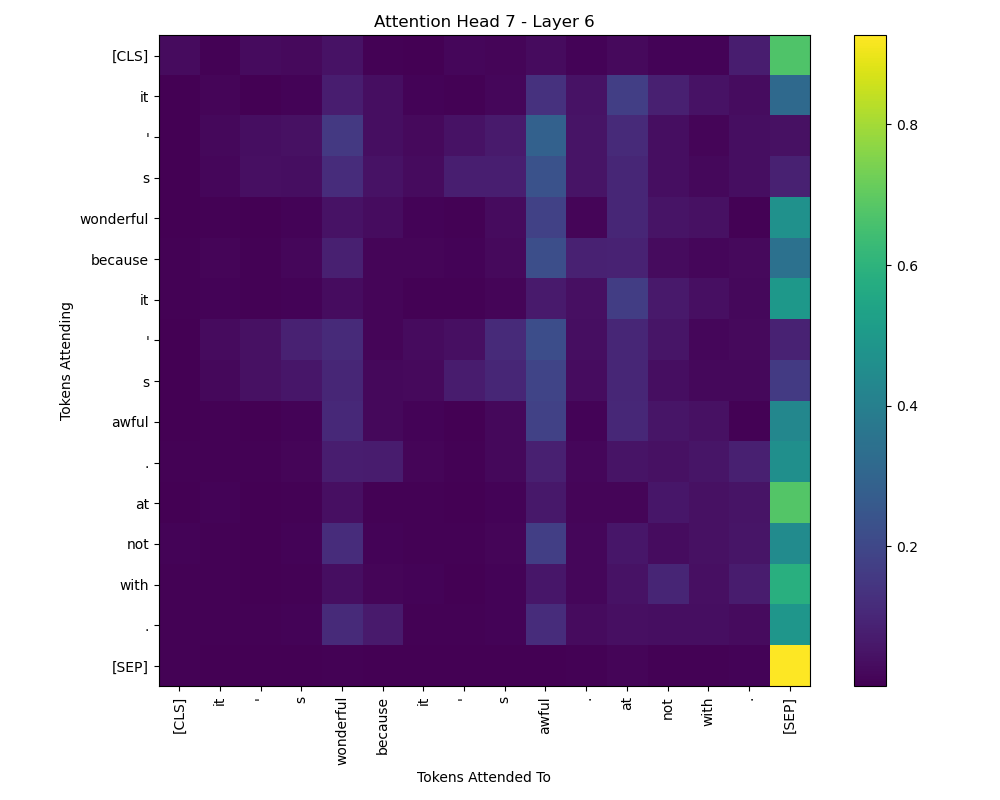 Attention Head 7 - Layer 6
[CLS]
it
'
s
wonderful
because
it
'
s
awful
.
at
not
with
.
[SEP]
Tokens Attending
[CLS]
it
'
s
wonderful
because
it
'
s
awful
.
at
not
with
.
[SEP]
Tokens Attended To
0.8
0.6
0.4
0.2